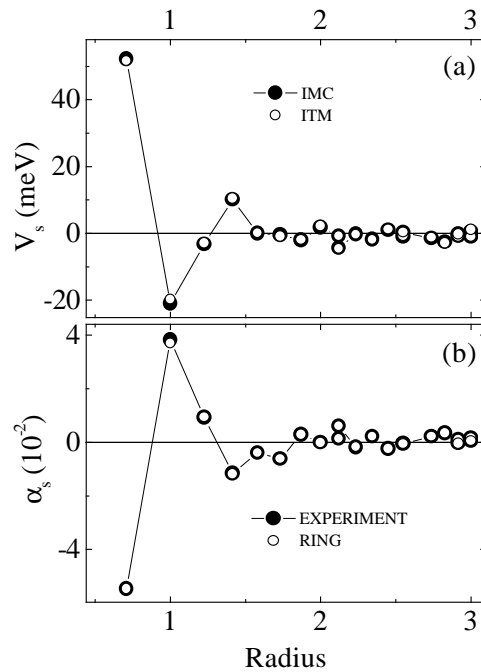 1 2 3
(a)
40
20
0
-20
V_s (meV)
IMC
ITM
(b)
4
0
-4
α_s (10^-2)
EXPERIMENT
RING
1 2 3
Radius